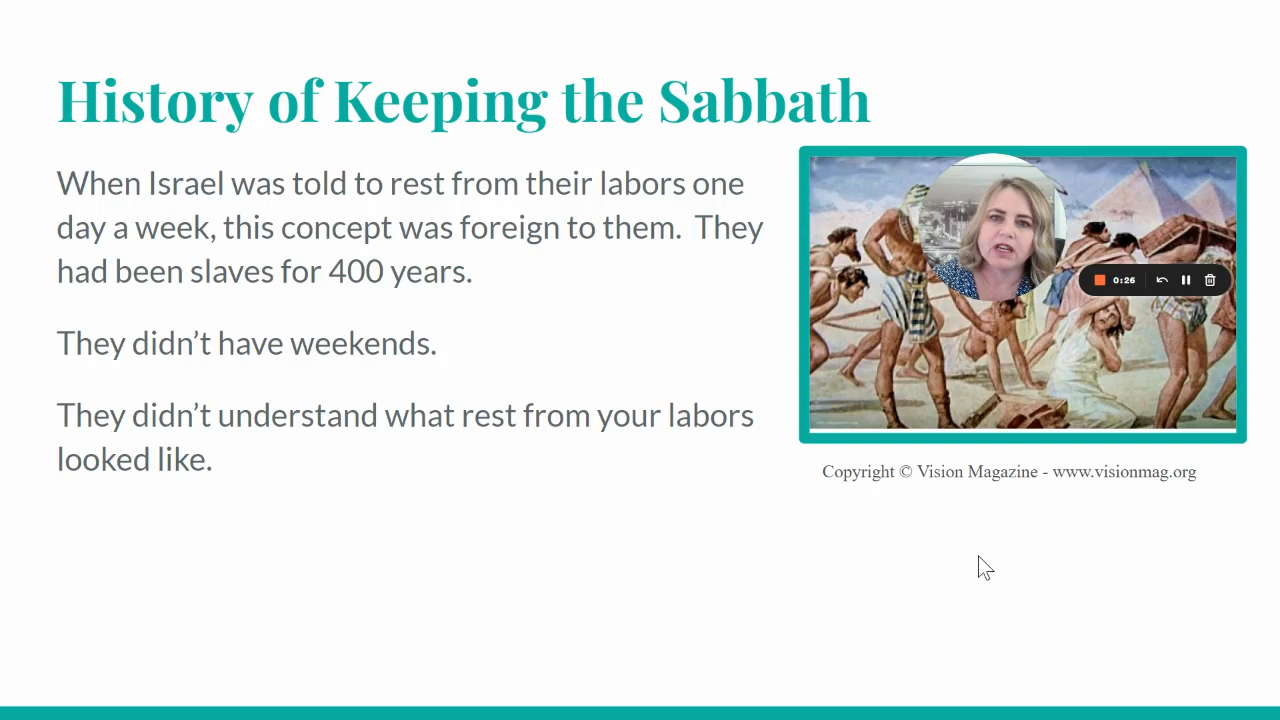 History of Keeping the Sabbath
When Israel was told to rest from their labors one
day a week, this concept was foreign to them.  They
had been slaves for 400 years.
They didn’t have weekends.
They didn’t understand what rest from your labors
looked like.
0:26
Copyright © Vision Magazine - www.visionmag.org